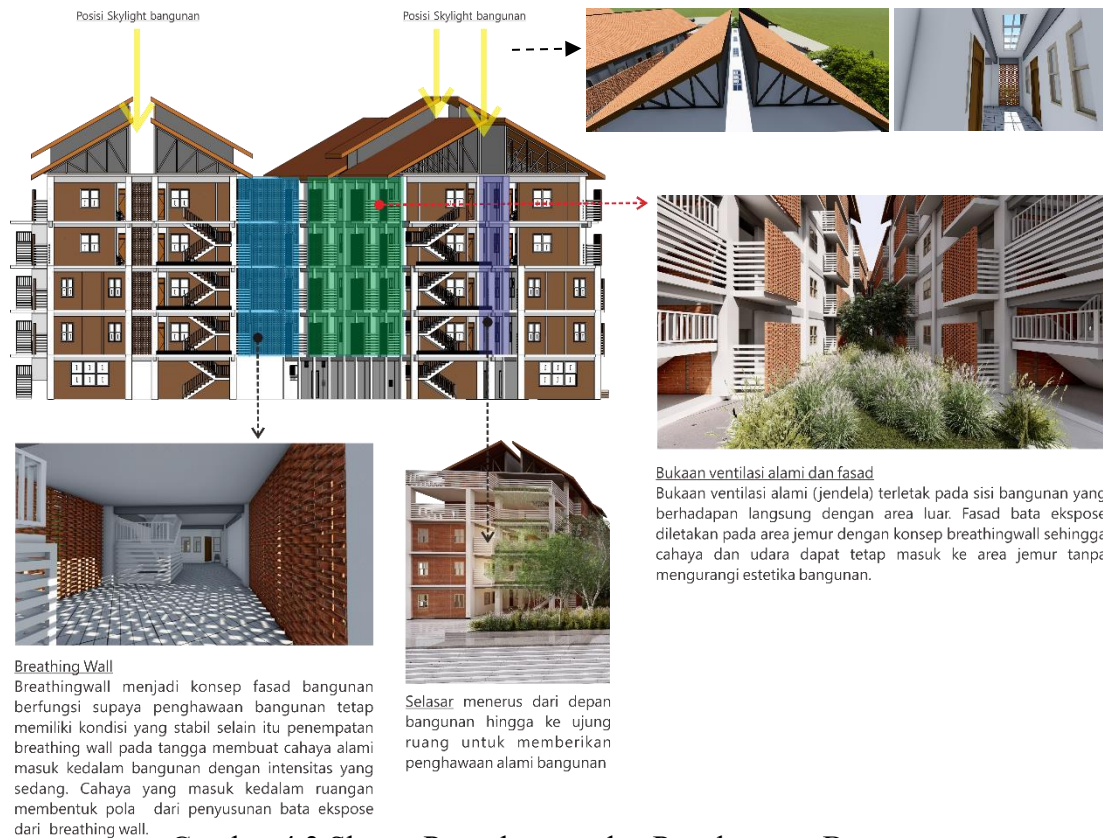 Posisi Skylight bangunan
Posisi Skylight bangunan
Bukaan ventilasi alami dan fasad
Bukaan ventilasi alami (jendela) terletak pada sisi bangunan yang
berhadapan langsung dengan area luar. Fasad bata ekspose
diletakan pada area jemur dengan konsep breathingwall sehingga
cahaya dan udara dapat tetap masuk ke area jemur tanpa
mengurangi estetika bangunan.
Breathing Wall
Breathingwall menjadi konsep fasad bangunan
berfungsi supaya penghawaan bangunan tetap
memiliki kondisi yang stabil selain itu penempatan
breathing wall pada tangga membuat cahaya alami
masuk kedalam bangunan dengan intensitas yang
sedang. Cahaya yang masuk kedalam ruangan
membentuk pola dari penyusunan bata ekspose
dari breathing wall.
Selasar menerus dari depan
bangunan hingga ke ujung
ruang untuk memberikan
penghawaan alami bangunan